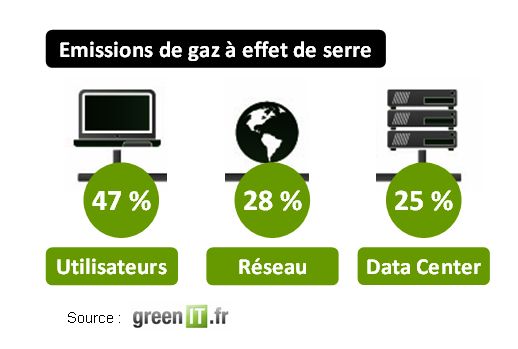 Emissions de gaz à effet de serre
47 % 28 % 25 %
Utilisateurs Réseau Data Center
Source : greenIT.fr